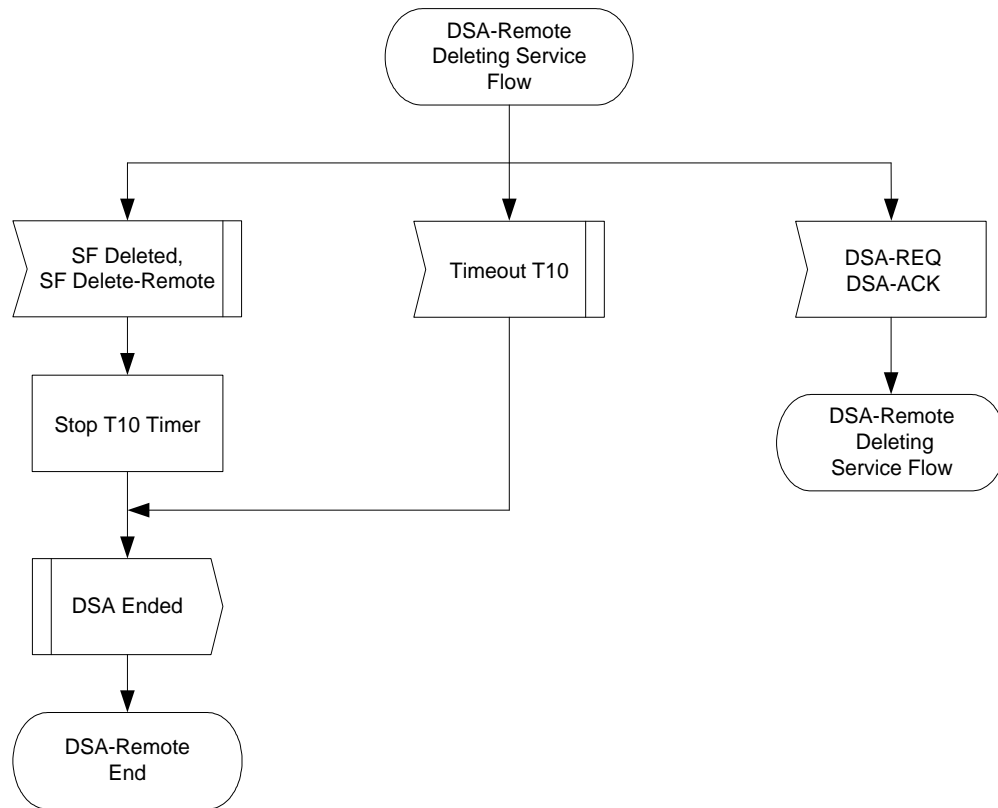 DSA-Remote
Deleting Service
Flow
SF Deleted,
SF Delete-Remote
Timeout T10
DSA-REQ
DSA-ACK
Stop T10 Timer
DSA-Remote
Deleting
Service Flow
DSA Ended
DSA-Remote
End